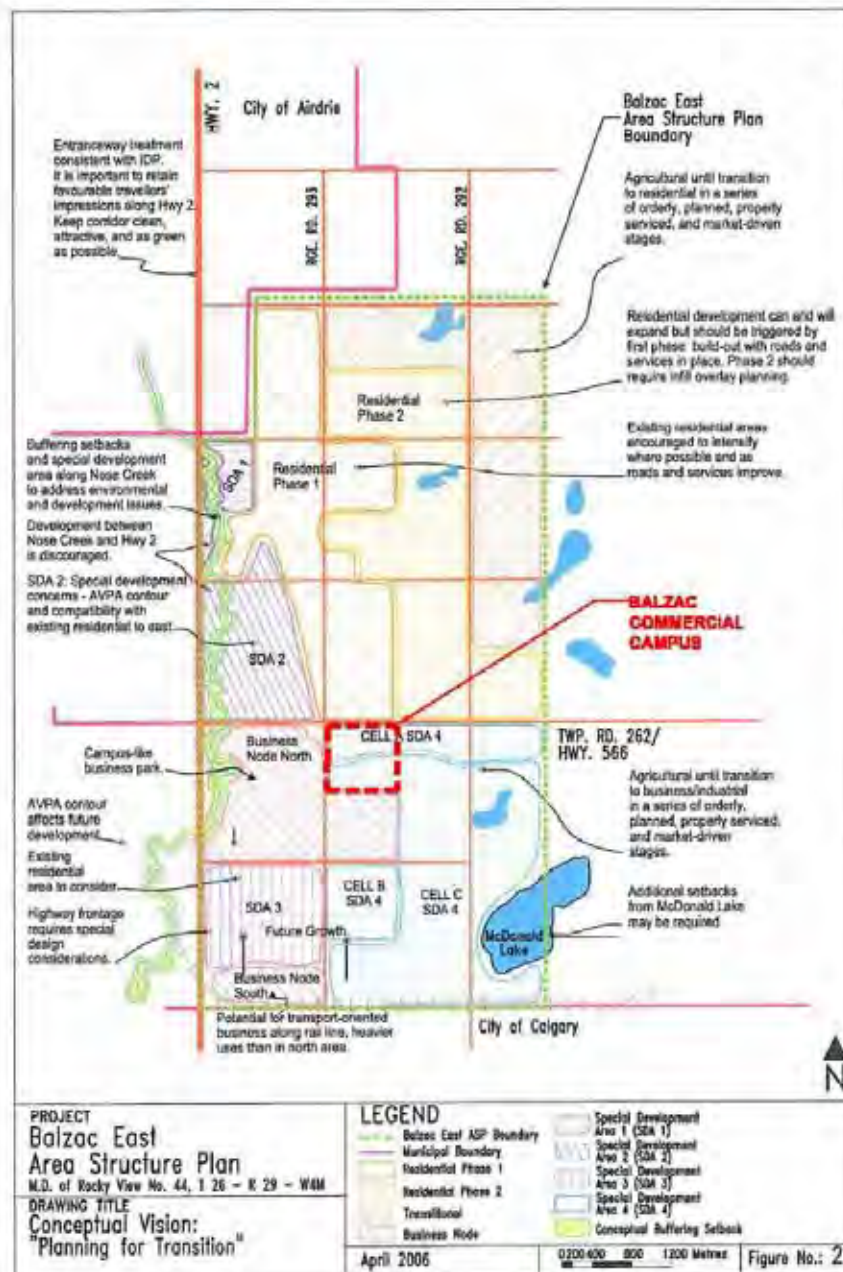 HWY. 2
City of Airdrie
Balzac East
Area Structure Plan
Boundary
Entranceway treatment
consistent with IDP.
It is important to retain
favourable travellers'
impressions along Hwy 2.
Keep corridor clean,
attractive, and as green
as possible.
RGE. RD. 293
RGE. RD. 292
Agricultural until transition
to residential in a series
of orderly, planned, properly
serviced, and market-driven
stages.
Residential development can and will
expand but should be triggered by
first phase build-out with roads and
services in place. Phase 2 should
require infill overlay planning.
Residential
Phase 2
Existing residential areas
encouraged to intensify
where possible and as
roads and services improve.
Buffering setbacks
and special development
area along Nose Creek
to address environmental
and development issues.
SDA 1
Residential
Phase 1
Development between
Nose Creek and Hwy 2
is discouraged.
SDA 2: Special development
concerns - AVPA contour
and compatibility with
existing residential to east.
SDA 2
BALZAC
COMMERCIAL
CAMPUS
Business
Node North
CELL A SDA 4
TWP. RD. 262/
HWY. 566
Campus-like
business park.
Agricultural until transition
to business/industrial
in a series of orderly,
planned, properly serviced,
and market-driven
stages.
AVPA contour
affects future
development.
Existing
residential
area to consider.
Highway frontage
requires special
design
considerations.
SDA 3
CELL B
SDA 4
CELL C
SDA 4
Future Growth
McDonald
Lake
Additional setbacks
from McDonald Lake
may be required
Business Node
South
Potential for transport-oriented
business along rail line, heavier
uses than in north area.
City of Calgary
N
PROJECT
Balzac East
Area Structure Plan
M.D. of Rocky View No. 44, T 26 - R 29 - W4M
DRAWING TITLE
Conceptual Vision:
"Planning for Transition"
LEGEND
Balzac East ASP Boundary
Municipal Boundary
Residential Phase 1
Residential Phase 2
Transitional
Business Node
Special Development
Area 1 (SDA 1)
Special Development
Area 2 (SDA 2)
Special Development
Area 3 (SDA 3)
Special Development
Area 4 (SDA 4)
Conceptual Buffering Setback
April 2006
0 200 400 800 1200 Metres
Figure No.: 2